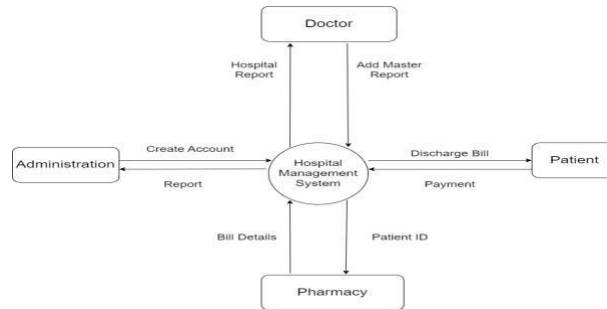 Doctor
Hospital
Report
Add Master
Report
Administration
Create Account
Report
Hospital
Management
System
Discharge Bill
Payment
Patient
Bill Details
Patient ID
Pharmacy